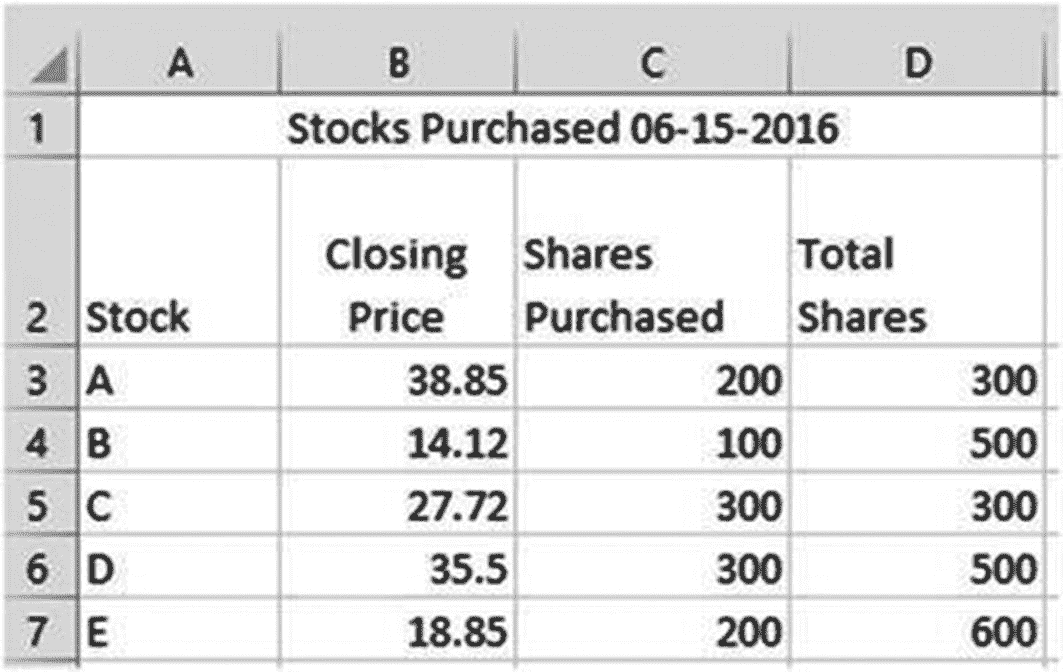 A B C D
1 Stocks Purchased 06-15-2016
Closing Shares Total
2 Stock Price Purchased Shares
3 A 38.85 200 300
4 B 14.12 100 500
5 C 27.72 300 300
6 D 35.5 300 500
7 E 18.85 200 600